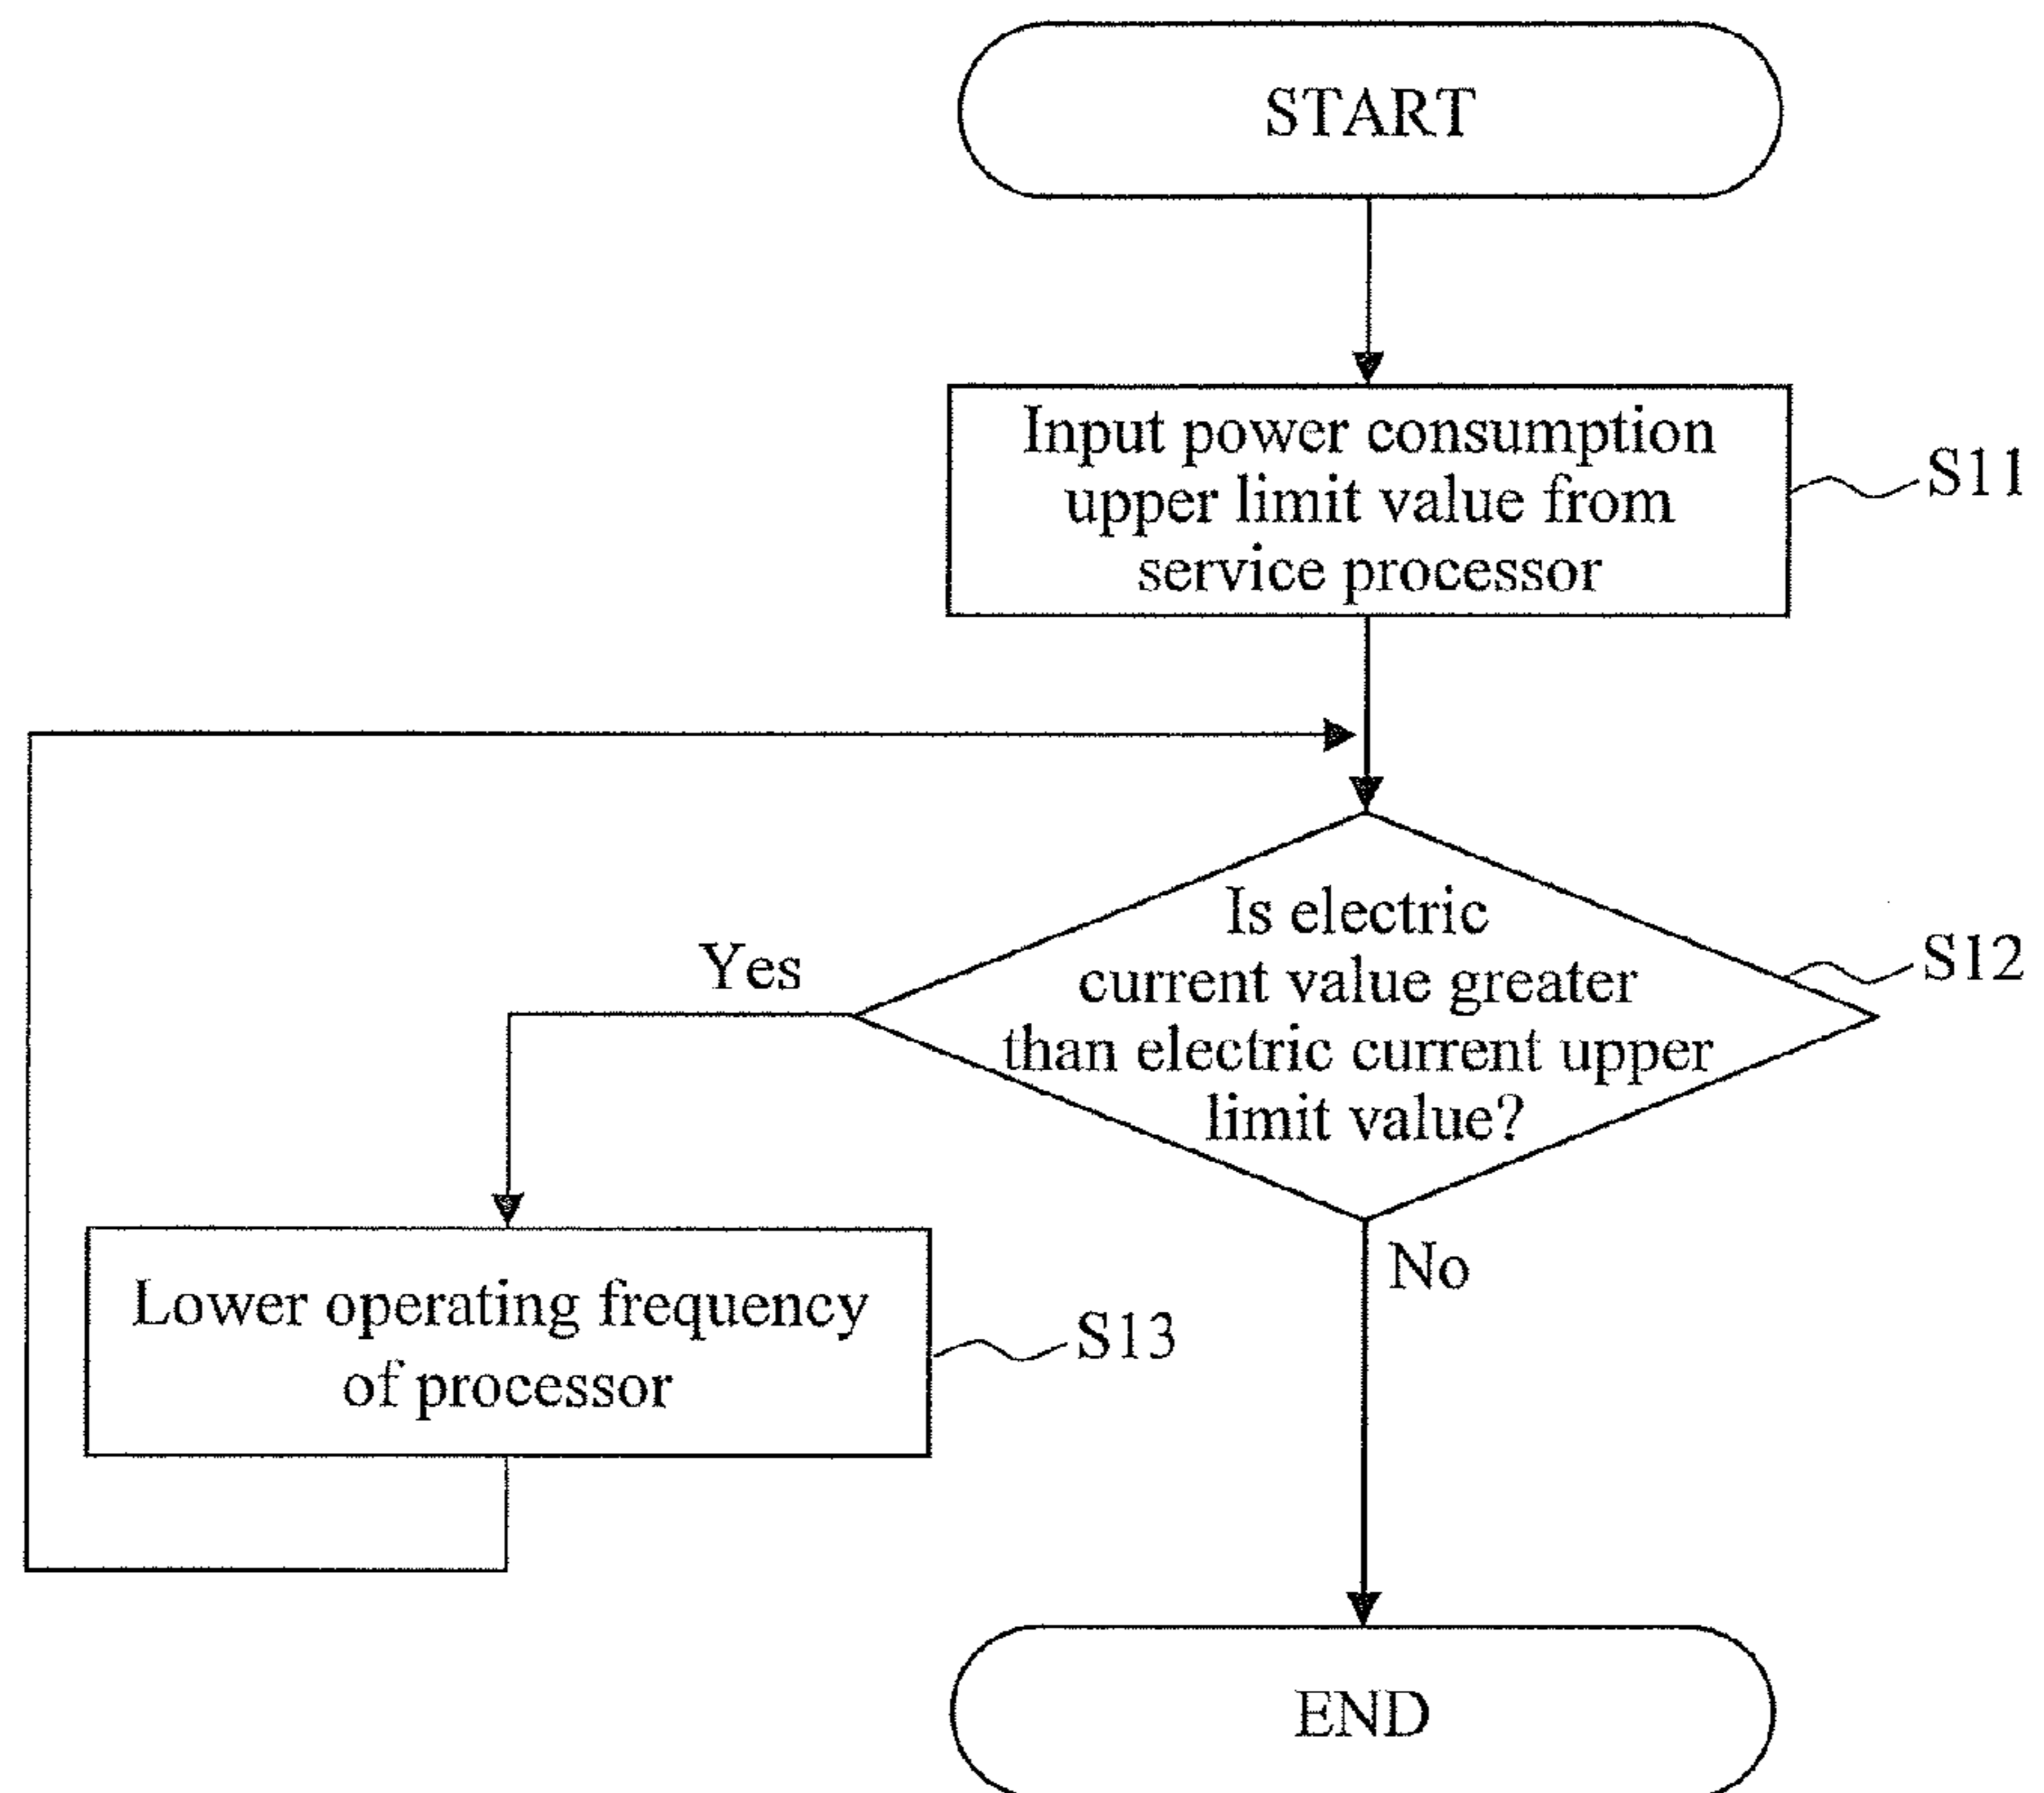 START
Input power consumption
upper limit value from
service processor
S11
Is electric
current value greater
than electric current upper
limit value?
S12
Yes
No
Lower operating frequency
of processor
S13
END